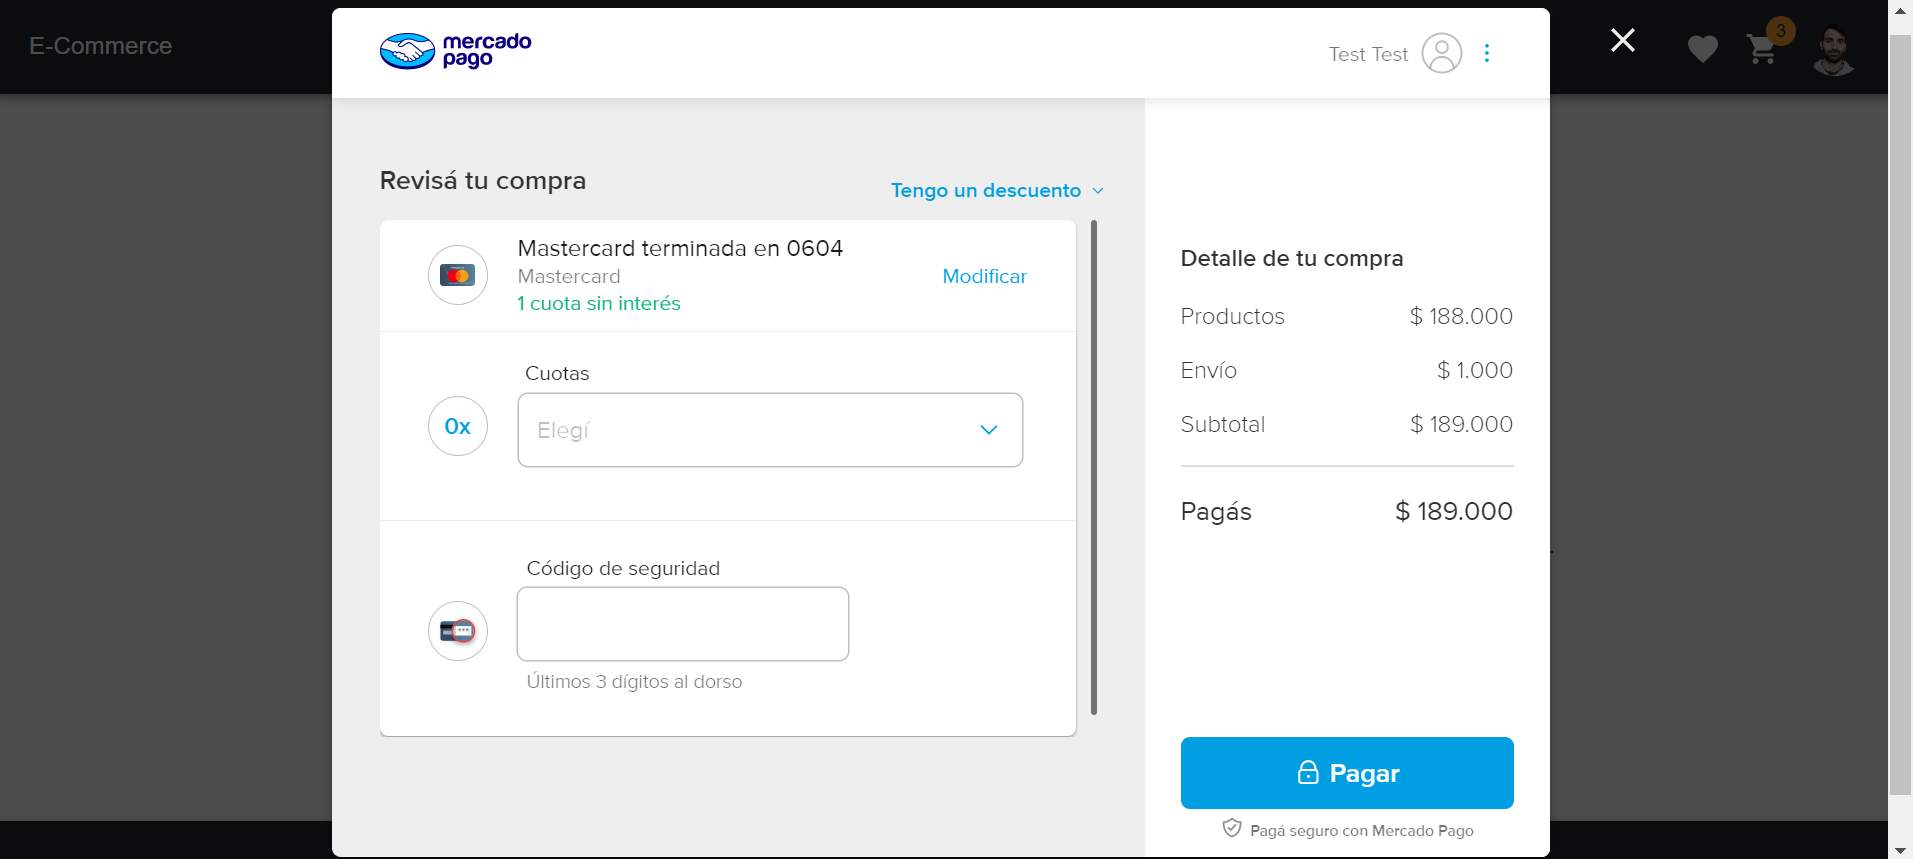 E-Commerce
mercado
pago
Test Test
3
Revisá tu compra
Tengo un descuento
Mastercard terminada en 0604
Mastercard
Modificar
1 cuota sin interés
Cuotas
0x
Elegí
Código de seguridad
Últimos 3 dígitos al dorso
Detalle de tu compra
Productos $ 188.000
Envío $ 1.000
Subtotal $ 189.000
Pagás $ 189.000
Pagar
Pagá seguro con Mercado Pago